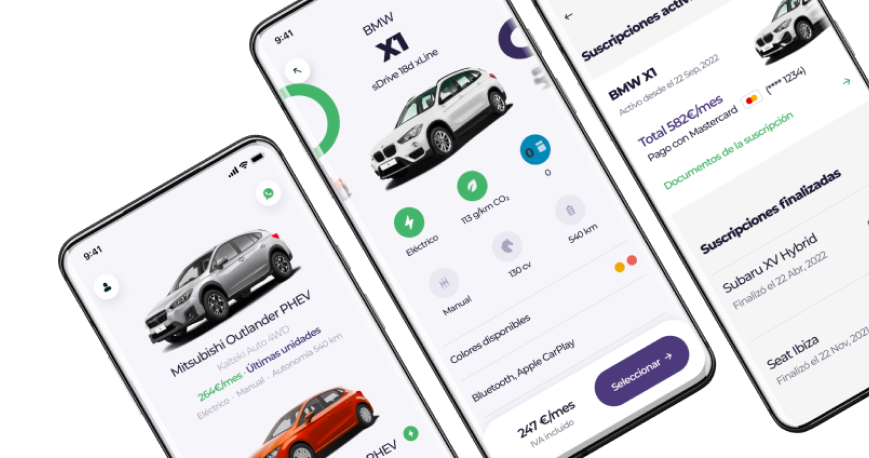 9:41
Mitsubishi Outlander PHEV
Kaiteki Auto 4WD
264€/mes · Últimas unidades
Eléctrico · Manual · Autonomía 540 km
PHEV
9:41
BMW
X1
sDrive 18d xLine
0
Eléctrico
113 g/km CO₂
0
Manual
130 cv
540 km
Colores disponibles
Bluetooth, Apple CarPlay
247 €/mes
IVA incluido
Seleccionar →
←
Suscripciones
BMW X1
Activo desde el 22 Sep, 2022
Total 582€/mes
Pago con Mastercard (**** 1234)
Documentos de la suscripción →
Suscripciones finalizadas
Subaru XV Hybrid
Finalizó el 22 Abr, 2022
Seat Ibiza
Finalizó el 22 Nov, 2021